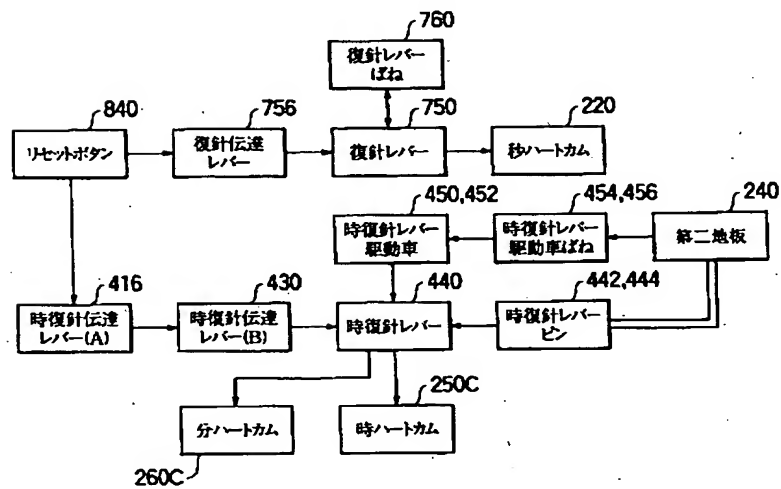 760
復針レバー
ばね
840
756
750
220
リセットボタン
復針伝達
レバー
復針レバー
秒ハートカム
450,452
454,456
240
時復針レバー
駆動車
時復針レバー
駆動車ばね
第二地板
416
430
440
442,444
時復針伝達
レバー(A)
時復針伝達
レバー(B)
時復針レバー
時復針レバー
ピン
250C
分ハートカム
時ハートカム
260C